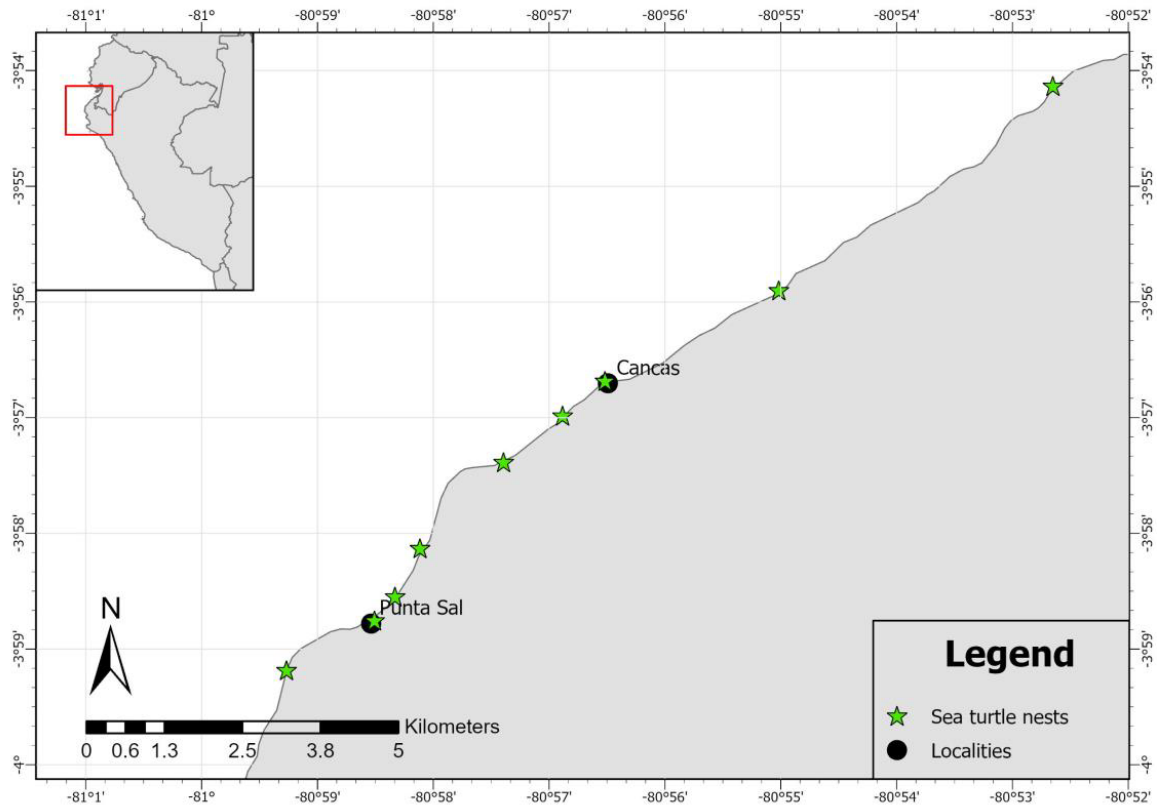 -81°1' -81° -80°59' -80°58' -80°57' -80°56' -80°55' -80°54' -80°53' -80°52'
-3°54' -3°54'
-3°55' -3°55'
-3°56' -3°56'
Cancas
-3°57' -3°57'
-3°58' -3°58'
Punta Sal
N
-3°59' -3°59'
Legend
Sea turtle nests
Localities
Kilometers
0 0.6 1.3 2.5 3.8 5
-4° -4°
-81°1' -81° -80°59' -80°58' -80°57' -80°56' -80°55' -80°54' -80°53' -80°52'